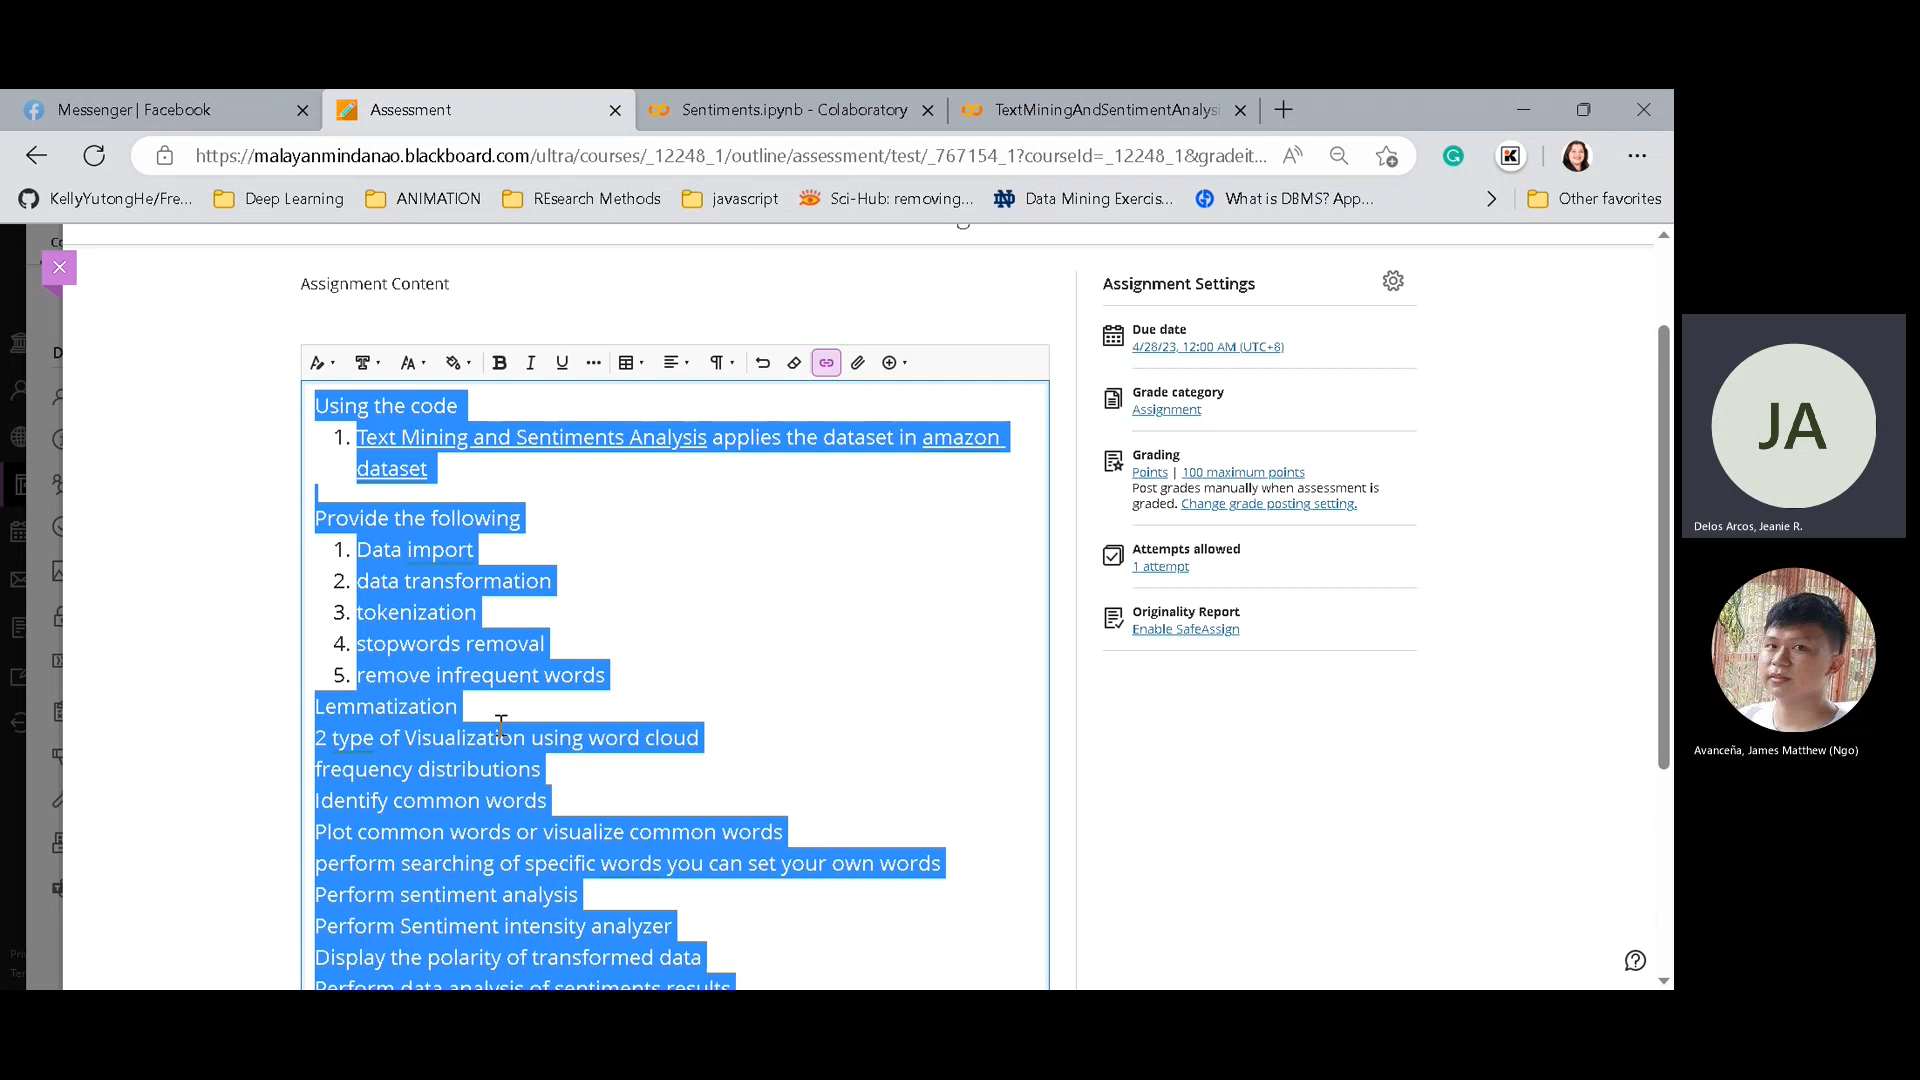 Messenger | Facebook
Assessment
Sentiments.ipynb - Colaboratory
TextMiningAndSentimentAnalysi
https://malayanmindanao.blackboard.com/ultra/courses/_12248_1/outline/assessment/test/_767154_1?courseId=_12248_1&gradeit...
KellyYutongHe/Fre...
Deep Learning
ANIMATION
REsearch Methods
javascript
Sci-Hub: removing...
Data Mining Exercis...
What is DBMS? App...
Other favorites
Assignment Content
Using the code
1. Text Mining and Sentiments Analysis applies the dataset in amazon
dataset
Provide the following
1. Data import
2. data transformation
3. tokenization
4. stopwords removal
5. remove infrequent words
Lemmatization
2 type of Visualization using word cloud
frequency distributions
Identify common words
Plot common words or visualize common words
perform searching of specific words you can set your own words
Perform sentiment analysis
Perform Sentiment intensity analyzer
Display the polarity of transformed data
Perform data analysis of sentiments results
Assignment Settings
Due date
4/28/23, 12:00 AM (UTC+8)
Grade category
Assignment
Grading
Points | 100 maximum points
Post grades manually when assessment is
graded. Change grade posting setting.
Attempts allowed
1 attempt
Originality Report
Enable SafeAssign
JA
Delos Arcos, Jeanie R.
Avanceña, James Matthew (Ngo)